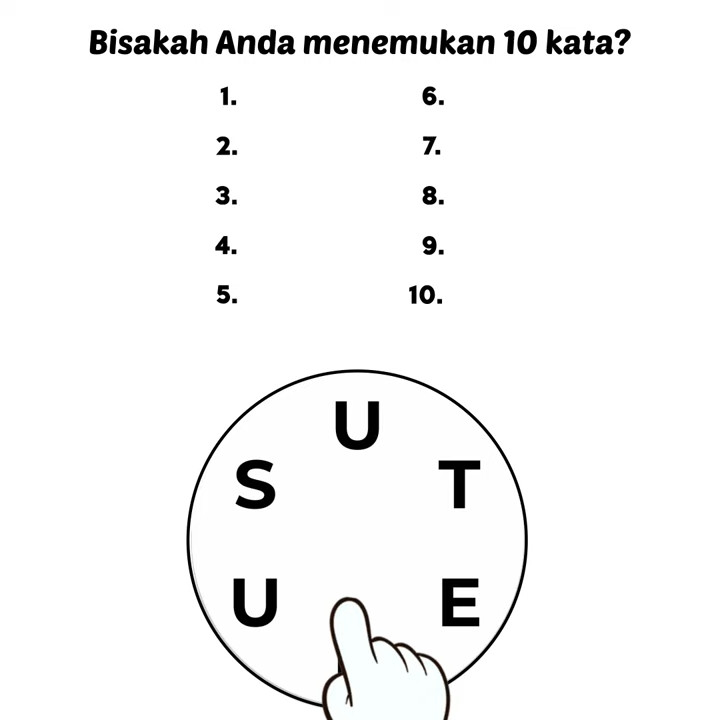 Bisakah Anda menemukan 10 kata?
1. 6.
2. 7.
3. 8.
4. 9.
5. 10.
U
S T
U E